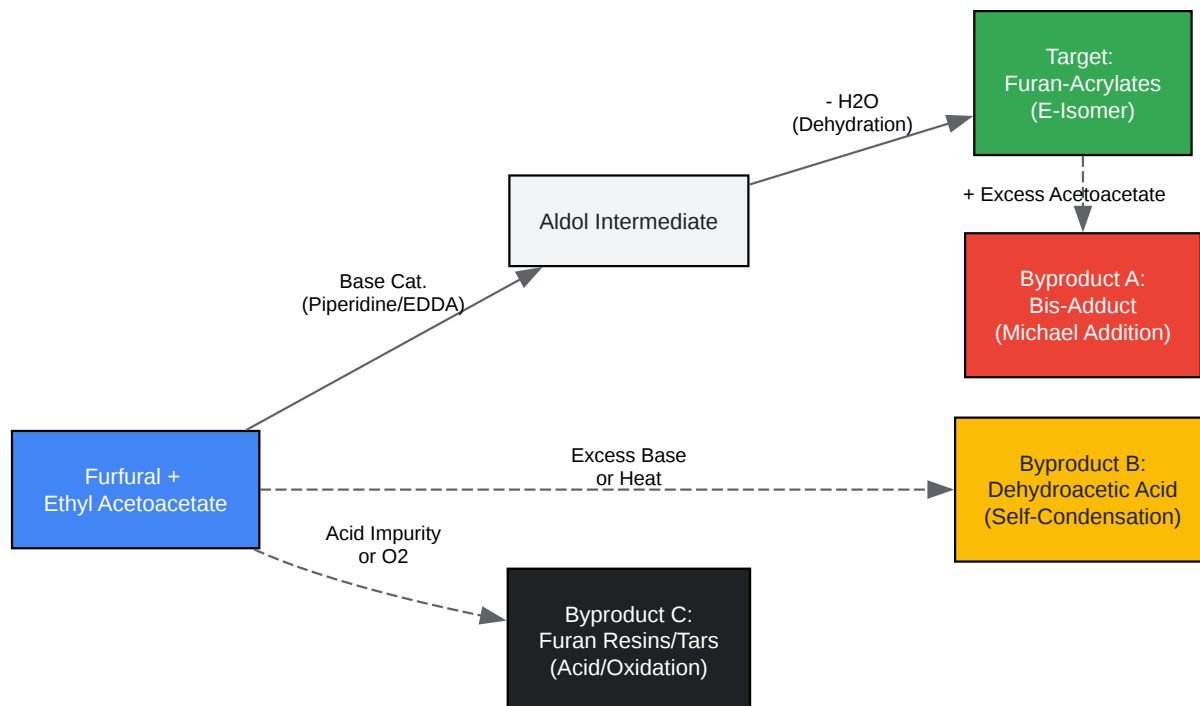 Target:
Furan-Acrylates
(E-Isomer)
- H2O
(Dehydration)
+ Excess Acetoacetate
Aldol Intermediate
Byproduct A:
Bis-Adduct
(Michael Addition)
Base Cat.
(Piperidine/EDDA)
Furfural +
Ethyl Acetoacetate
Excess Base
or Heat
Byproduct B:
Dehydroacetic Acid
(Self-Condensation)
Acid Impurity
or O2
Byproduct C:
Furan Resins/Tars
(Acid/Oxidation)